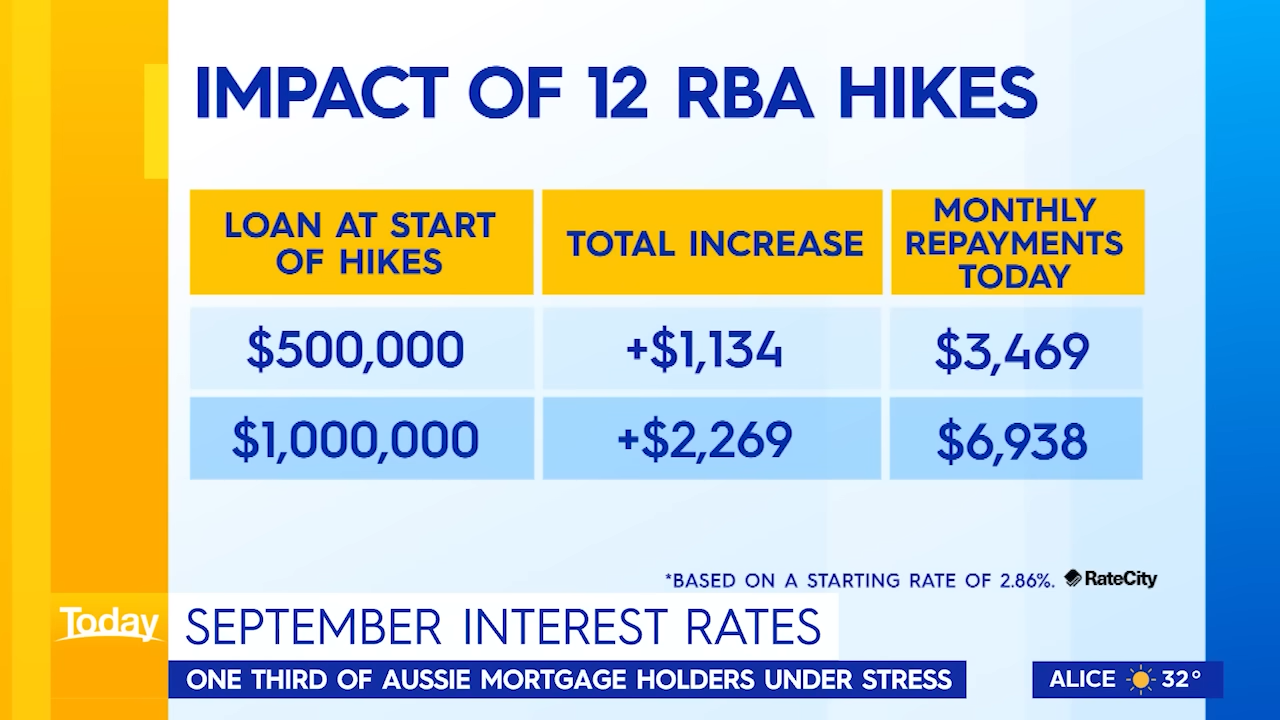 IMPACT OF 12 RBA HIKES
LOAN AT START
OF HIKES
TOTAL INCREASE
MONTHLY
REPAYMENTS
TODAY
$500,000
+$1,134
$3,469
$1,000,000
+$2,269
$6,938
*BASED ON A STARTING RATE OF 2.86%. RateCity
Today
SEPTEMBER INTEREST RATES
ONE THIRD OF AUSSIE MORTGAGE HOLDERS UNDER STRESS
ALICE 32°